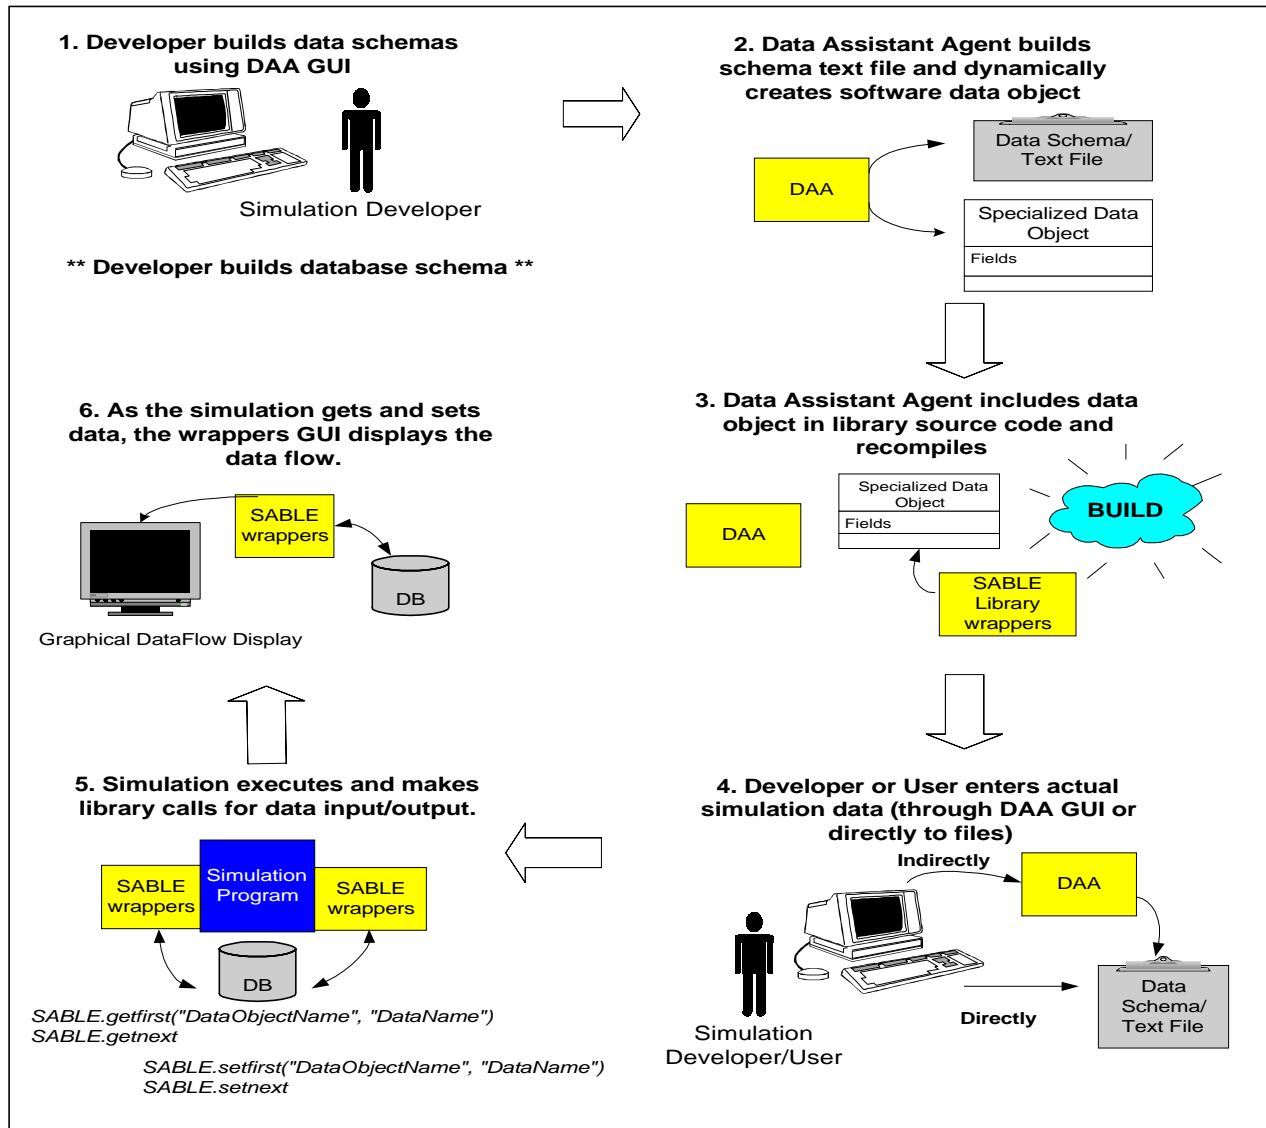 1. Developer builds data schemas
using DAA GUI
Simulation Developer
** Developer builds database schema **
2. Data Assistant Agent builds
schema text file and dynamically
creates software data object
DAA
Data Schema/
Text File
Specialized Data
Object
Fields
3. Data Assistant Agent includes data
object in library source code and
recompiles
DAA
Specialized Data
Object
Fields
BUILD
SABLE
Library
wrappers
4. Developer or User enters actual
simulation data (through DAA GUI or
directly to files)
Indirectly
DAA
Directly
Data
Schema/
Text File
Simulation
Developer/User
5. Simulation executes and makes
library calls for data input/output.
SABLE
wrappers
Simulation
Program
SABLE
wrappers
DB
SABLE.getfirst("DataObjectName", "DataName")
SABLE.getnext
SABLE.setfirst("DataObjectName", "DataName")
SABLE.setnext
6. As the simulation gets and sets
data, the wrappers GUI displays the
data flow.
SABLE
wrappers
DB
Graphical DataFlow Display